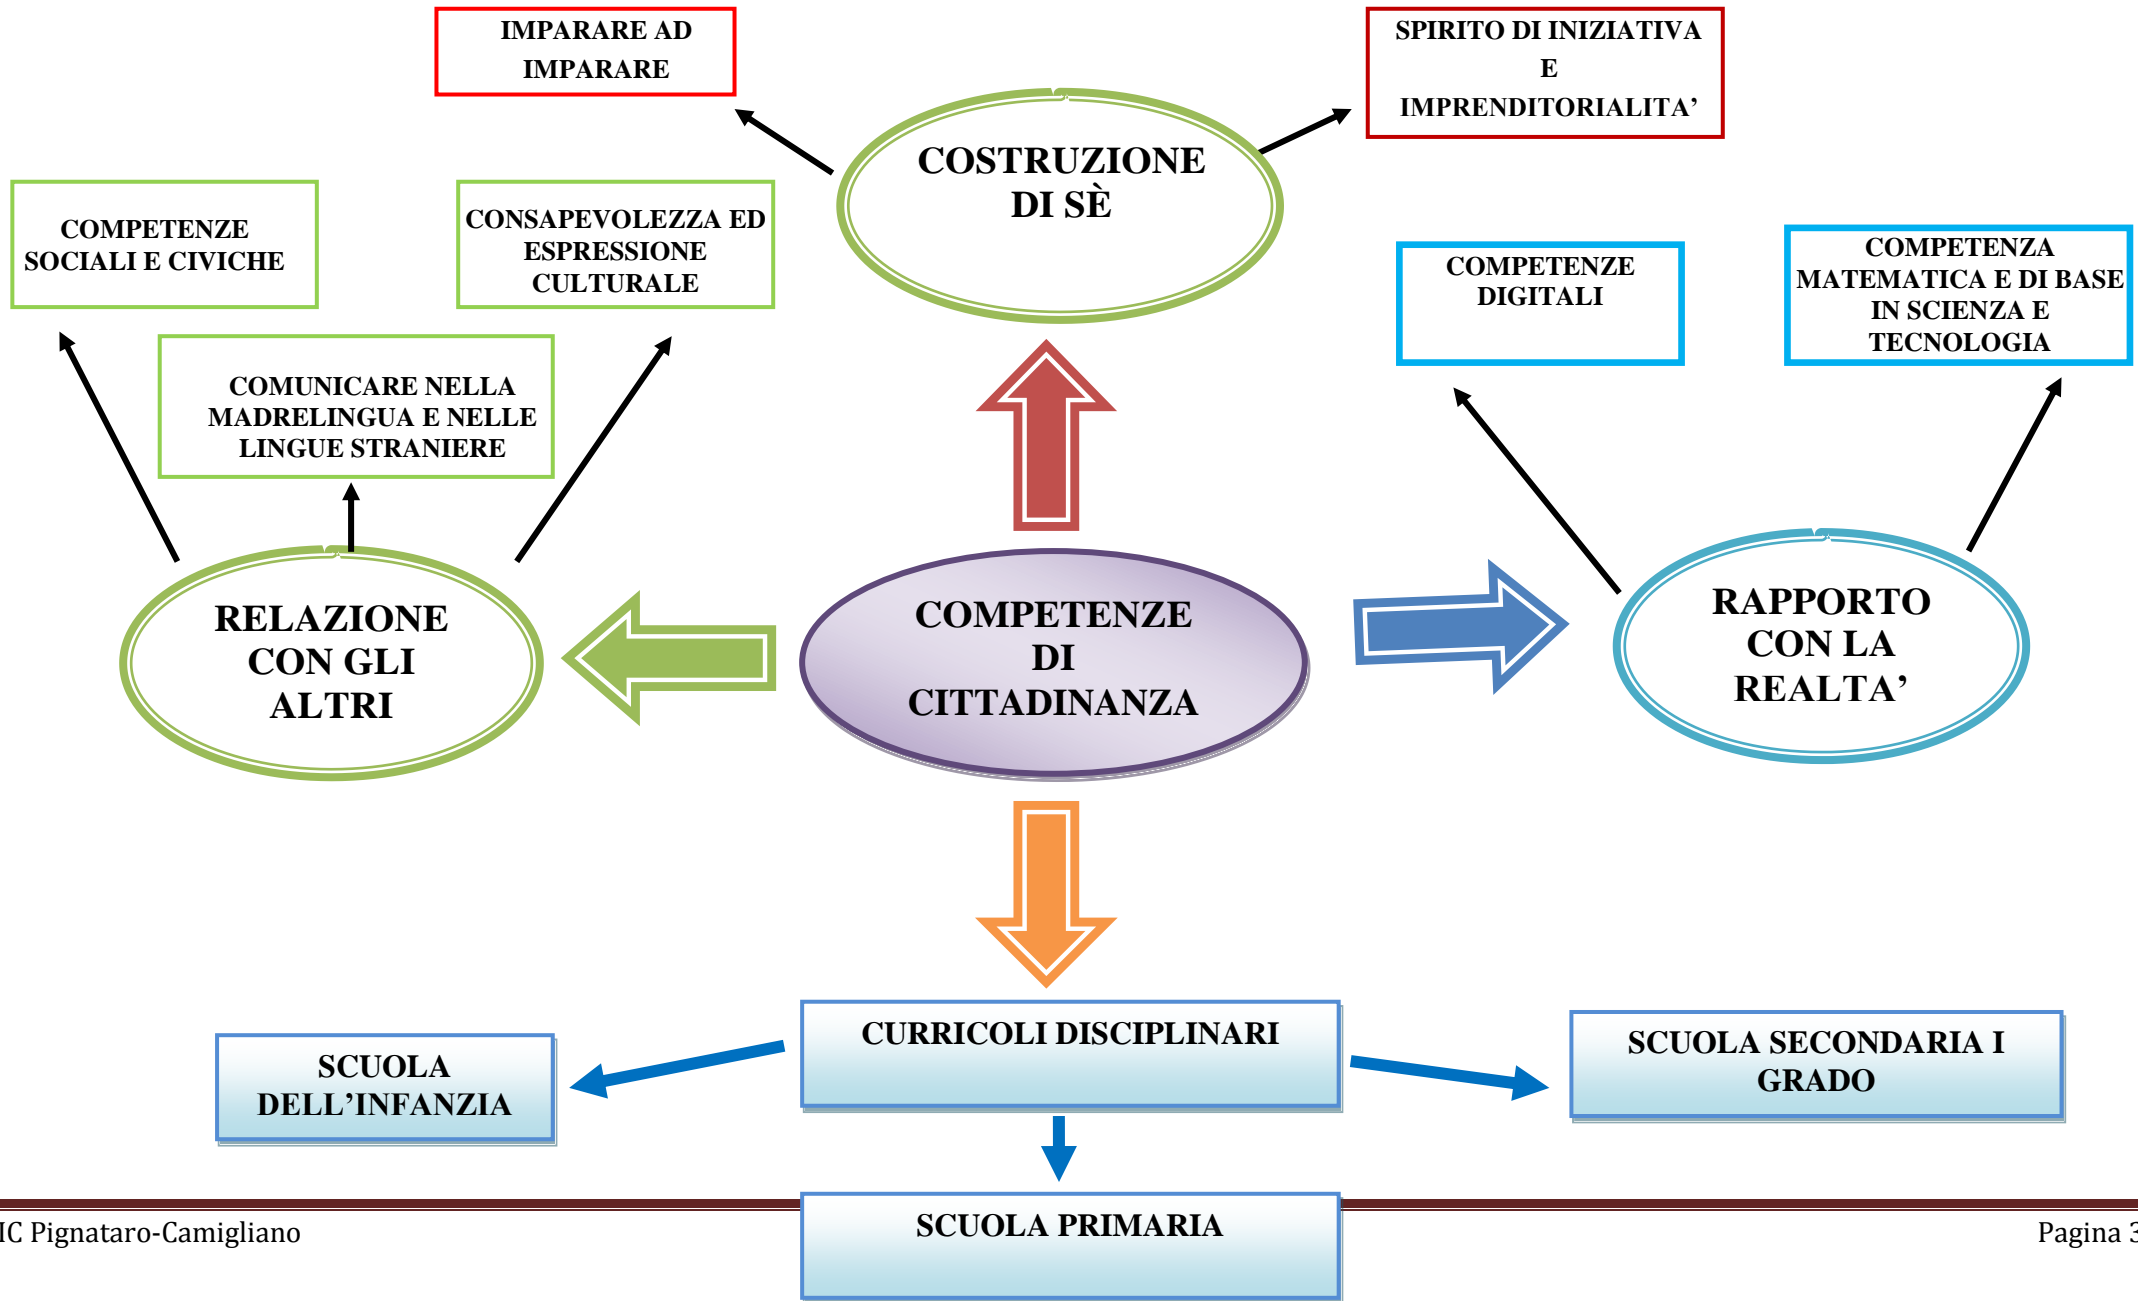 IMPARARE AD
IMPARARE
SPIRITO DI INIZIATIVA
E
IMPRENDITORIALITA’
COSTRUZIONE
DI SÈ
COMPETENZE
SOCIALI E CIVICHE
CONSAPEVOLEZZA ED
ESPRESSIONE
CULTURALE
COMPETENZE
DIGITALI
COMPETENZA
MATEMATICA E DI BASE
IN SCIENZA E
TECNOLOGIA
COMUNICARE NELLA
MADRELINGUA E NELLE
LINGUE STRANIERE
RELAZIONE
CON GLI
ALTRI
COMPETENZE
DI
CITTADINANZA
RAPPORTO
CON LA
REALTA’
CURRICOLI DISCIPLINARI
SCUOLA
DELL’INFANZIA
SCUOLA SECONDARIA I
GRADO
SCUOLA PRIMARIA
IC Pignataro-Camigliano
Pagina 3